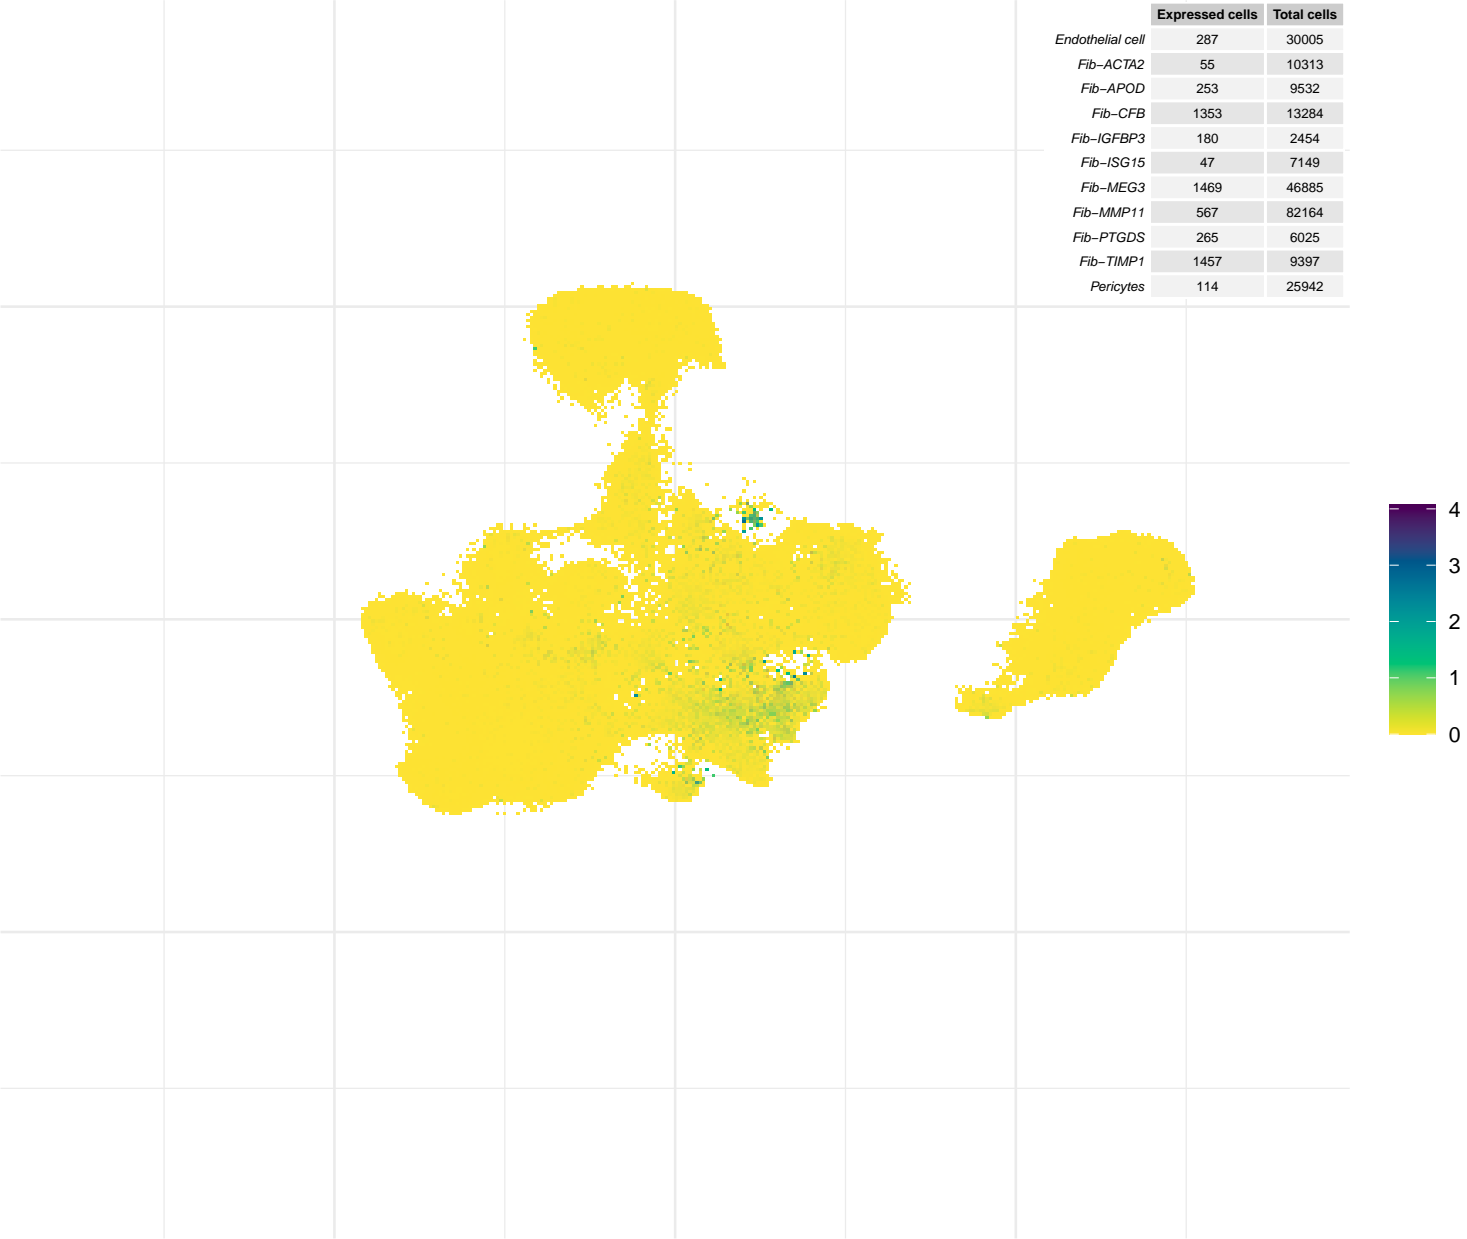 Expressed cells Total cells
Endothelial cell 287 30005
Fib−ACTA2 55 10313
Fib−APOD 253 9532
Fib−CFB 1353 13284
Fib−IGFBP3 180 2454
Fib−ISG15 47 7149
Fib−MEG3 1469 46885
Fib−MMP11 567 82164
Fib−PTGDS 265 6025
Fib−TIMP1 1457 9397
Pericytes 114 25942
4
3
2
1
0